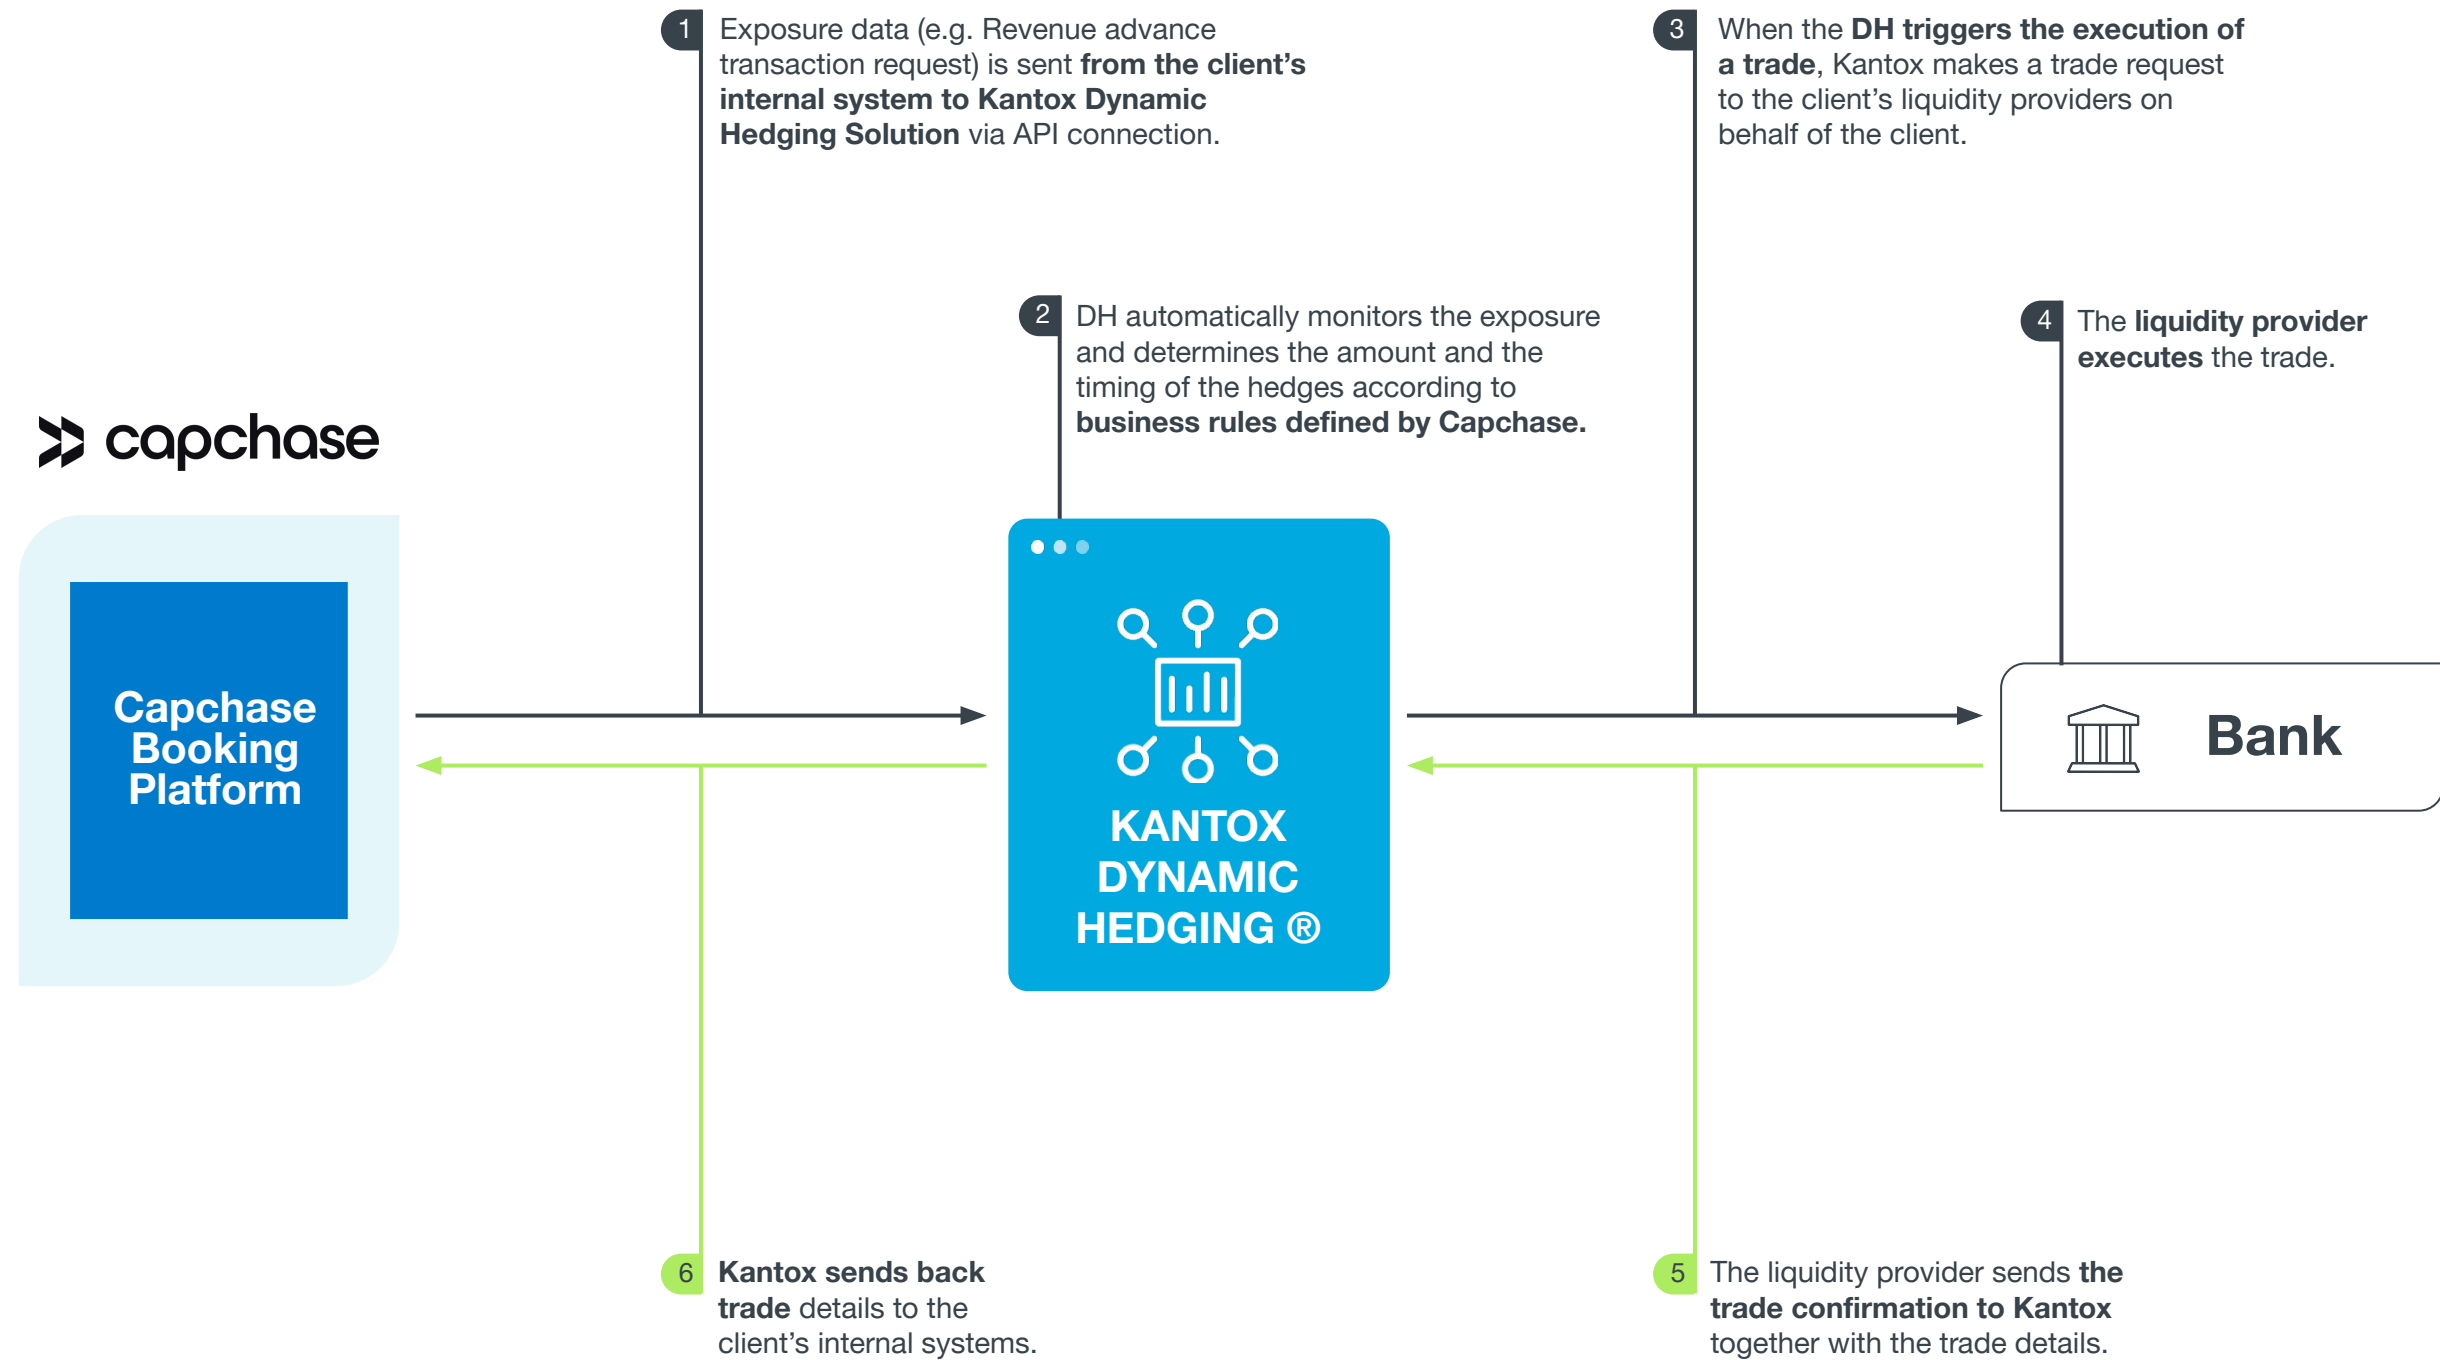 1
Exposure data (e.g. Revenue advance
transaction request) is sent from the client’s
internal system to Kantox Dynamic
Hedging Solution via API connection.
3
When the DH triggers the execution of
a trade, Kantox makes a trade request
to the client’s liquidity providers on
behalf of the client.
2
DH automatically monitors the exposure
and determines the amount and the
timing of the hedges according to
business rules defined by Capchase.
4
The liquidity provider
executes the trade.
capchase
Capchase
Booking
Platform
KANTOX
DYNAMIC
HEDGING ®
Bank
6
Kantox sends back
trade details to the
client’s internal systems.
5
The liquidity provider sends the
trade confirmation to Kantox
together with the trade details.